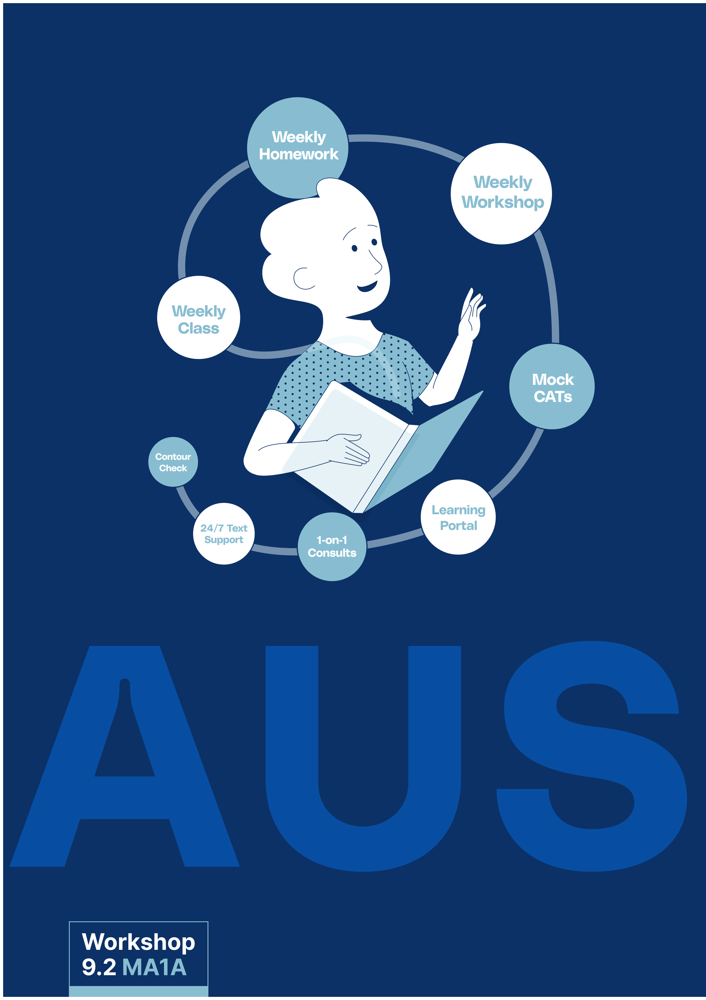 Weekly
Homework
Weekly
Workshop
Weekly
Class
Mock
CATs
Contour
Check
24/7 Text
Support
1-on-1
Consults
Learning
Portal
AUS
Workshop
9.2 MA1A